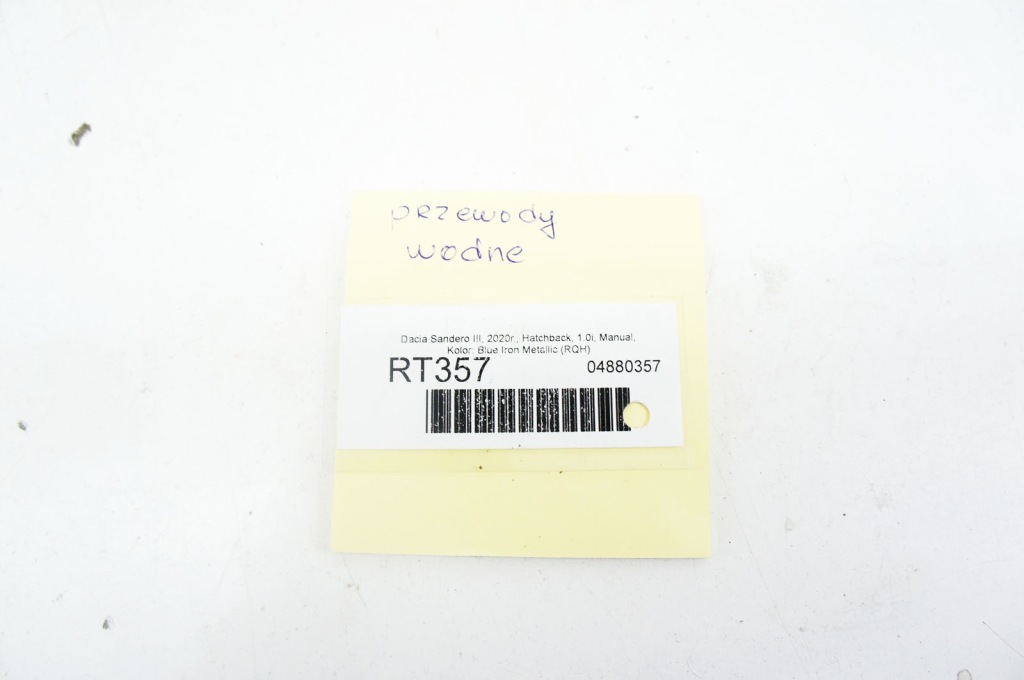 przewody
wodne
Dacia Sandero III, 2020r., Hatchback, 1.0i, Manual,
Kolor: Blue Iron Metallic (RQH)
RT357 04880357